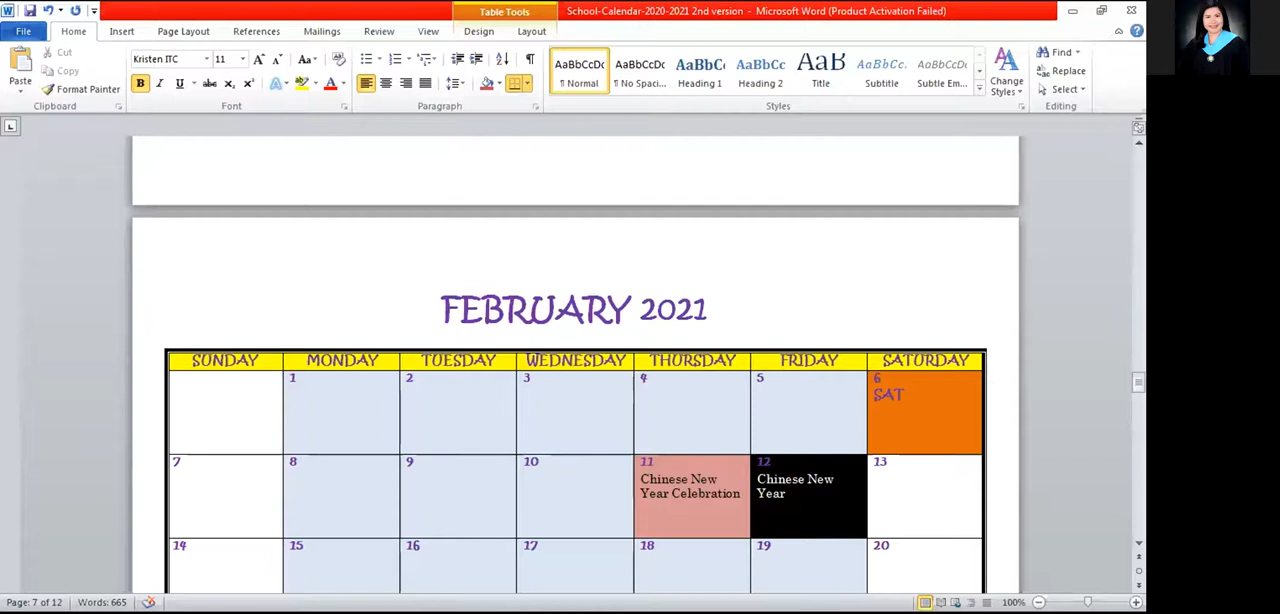 Table Tools
School-Calendar-2020-2021 2nd version - Microsoft Word (Product Activation Failed)
File Home Insert Page Layout References Mailings Review View Design Layout
Cut
Copy
Format Painter
Paste
Clipboard
Kristen ITC 11
Font
Paragraph
AaBbCcDc AaBbCcDc AaBbC AaBbCc AaB AaBbCc. AaBbCcDc
¶ Normal ¶ No Spaci... Heading 1 Heading 2 Title Subtitle Subtle Em...
Styles
Change Styles
Find
Replace
Select
Editing
FEBRUARY 2021
SUNDAY MONDAY TUESDAY WEDNESDAY THURSDAY FRIDAY SATURDAY
1 2 3 4 5 6
SAT
7 8 9 10 11 12 13
Chinese New Year Celebration
Chinese New Year
14 15 16 17 18 19 20
Page: 7 of 12 Words: 665 100%